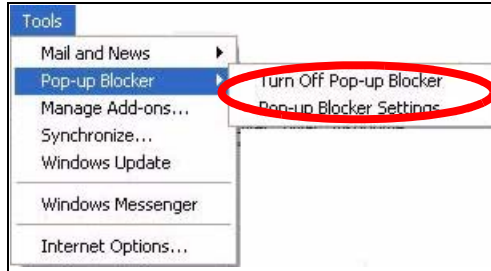 Tools
Mail and News
Pop-up Blocker
Turn Off Pop-up Blocker
Manage Add-ons...
Pop-up Blocker Settings
Synchronize...
Windows Update
Windows Messenger
Internet Options...